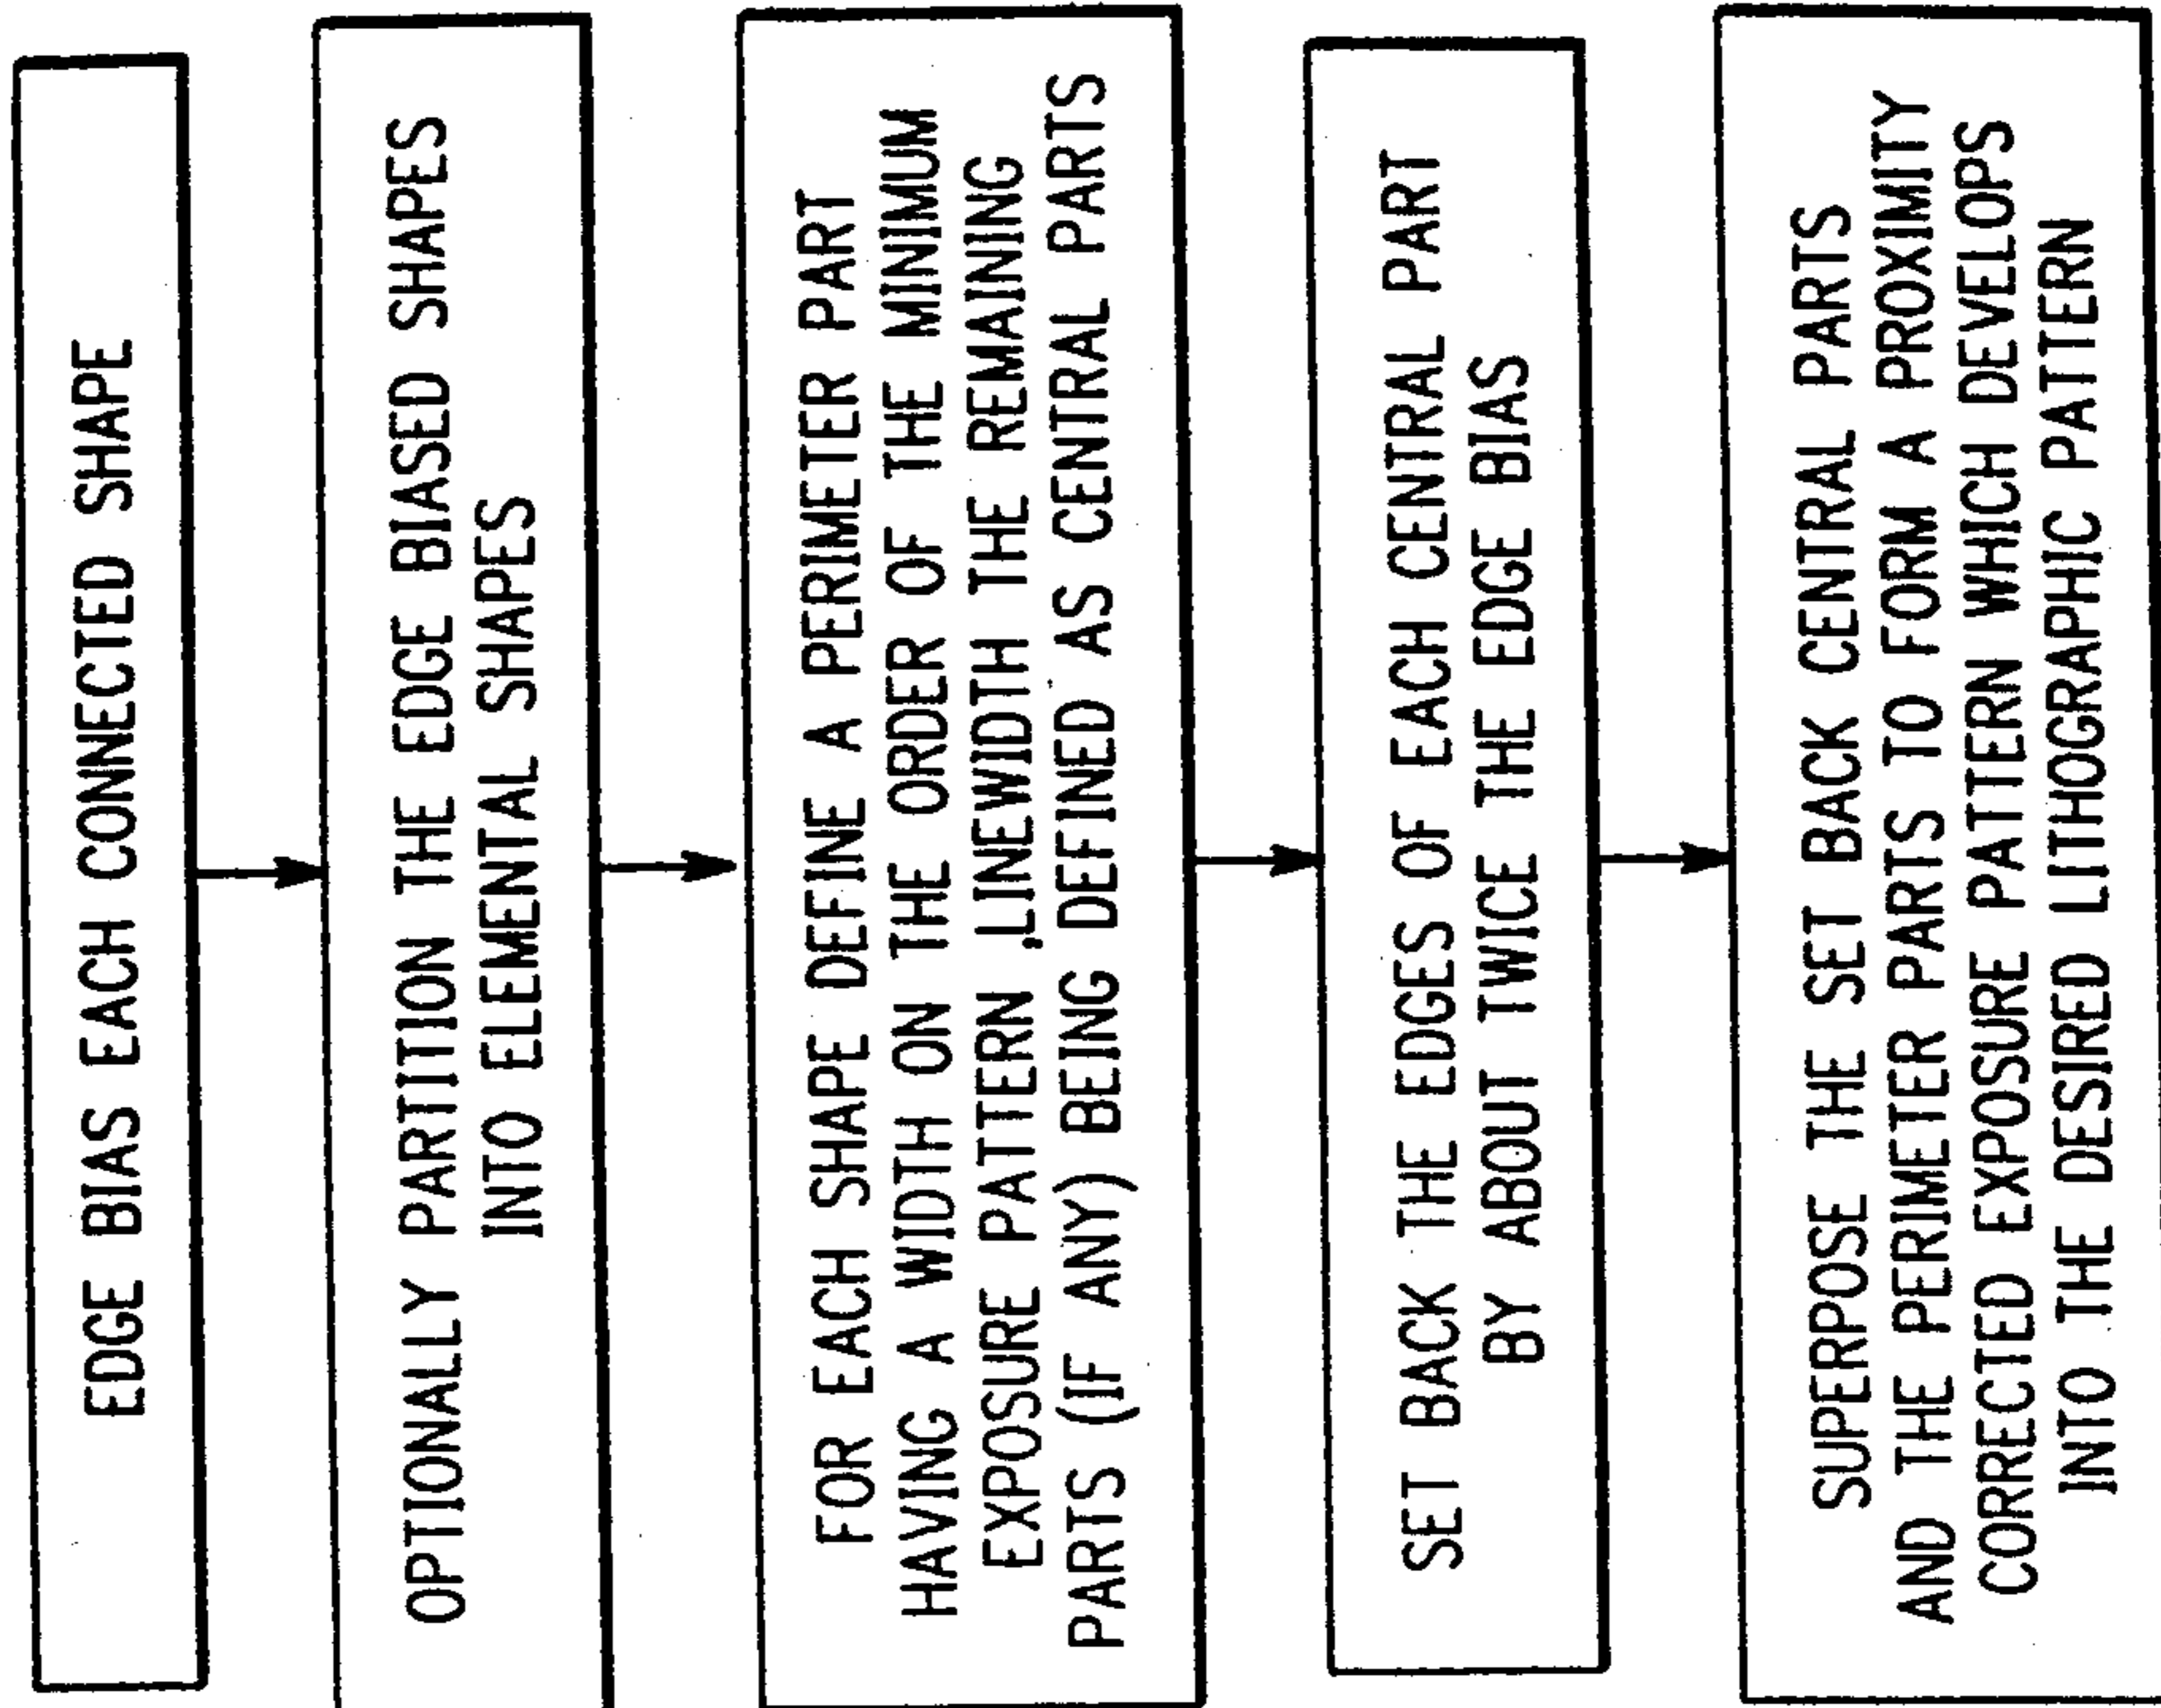 EDGE BIAS EACH CONNECTED SHAPE
OPTIONALLY PARTITION THE EDGE BIASED SHAPES
INTO ELEMENTAL SHAPES
FOR EACH SHAPE DEFINE A PERIMETER PART
HAVING A WIDTH ON THE ORDER OF THE MINIMUM
EXPOSURE PATTERN LINEWIDTH THE REMAINING
PARTS (IF ANY) BEING DEFINED AS CENTRAL PARTS
SET BACK THE EDGES OF EACH CENTRAL PART
BY ABOUT TWICE THE EDGE BIAS
SUPERPOSE THE SET BACK CENTRAL PARTS
AND THE PERIMETER PARTS TO FORM A PROXIMITY
CORRECTED EXPOSURE PATTERN WHICH DEVELOPS
INTO THE DESIRED LITHOGRAPHIC PATTERN